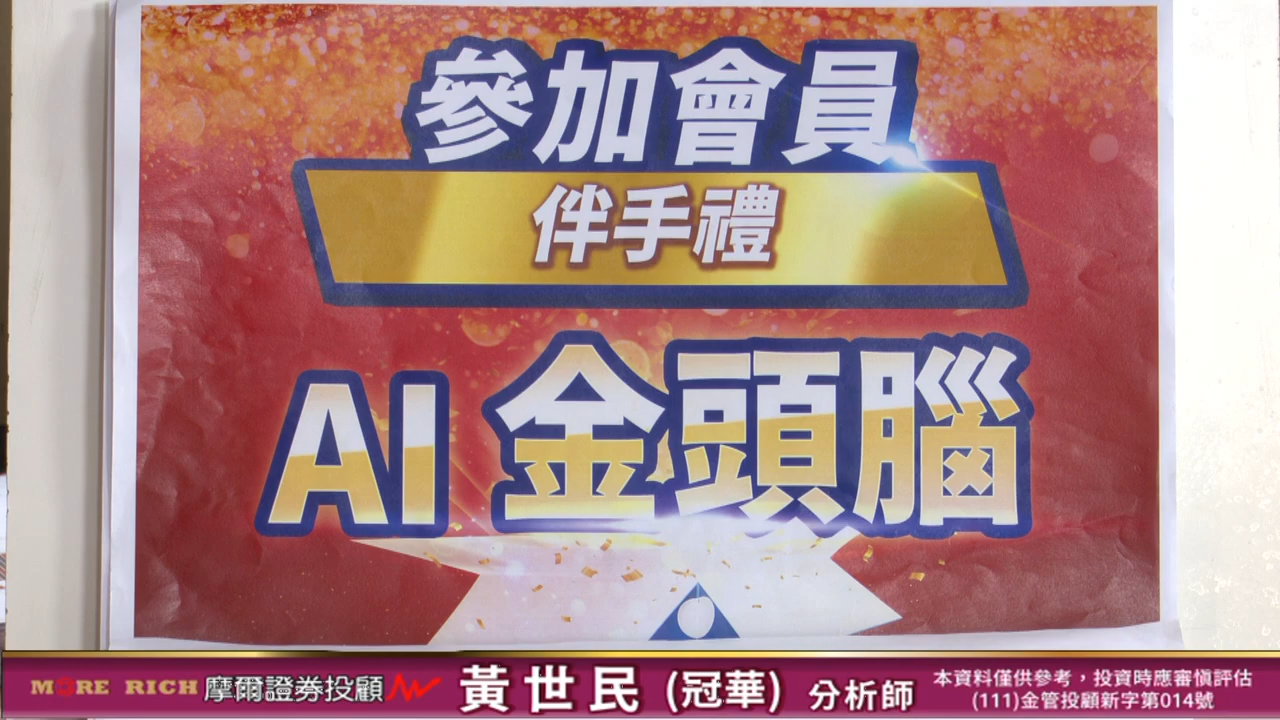 參加會員
伴手禮
AI 金頭腦
MORE RICH 摩爾證券投顧 黃世民 (冠華) 分析師
本資料僅供參考，投資時應審慎評估
(111)金管投顧新字第014號